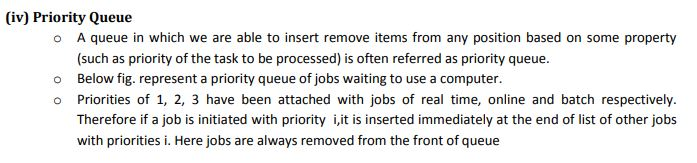 (iv) Priority Queue
o A queue in which we are able to insert remove items from any position based on some property
(such as priority of the task to be processed) is often referred as priority queue.
o Below fig. represent a priority queue of jobs waiting to use a computer.
o Priorities of 1, 2, 3 have been attached with jobs of real time, online and batch respectively.
Therefore if a job is initiated with priority i,it is inserted immediately at the end of list of other jobs
with priorities i. Here jobs are always removed from the front of queue